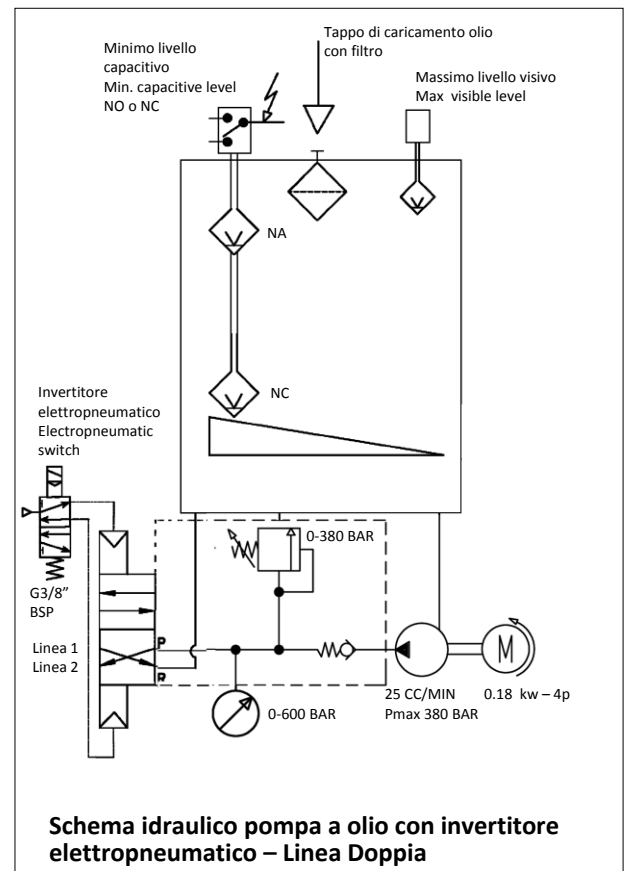 Tappo di caricamento olio
con filtro
Minimo livello
capacitivo
Min. capacitive level
NO o NC
Massimo livello visivo
Max visible level
NA
NC
Invertitore
elettropneumatico
Electropneumatic
switch
0-380 BAR
G3/8”
BSP
Linea 1
Linea 2
P
R
M
25 CC/MIN
Pmax 380 BAR
0.18 kw – 4p
0-600 BAR
Schema idraulico pompa a olio con invertitore
elettropneumatico – Linea Doppia